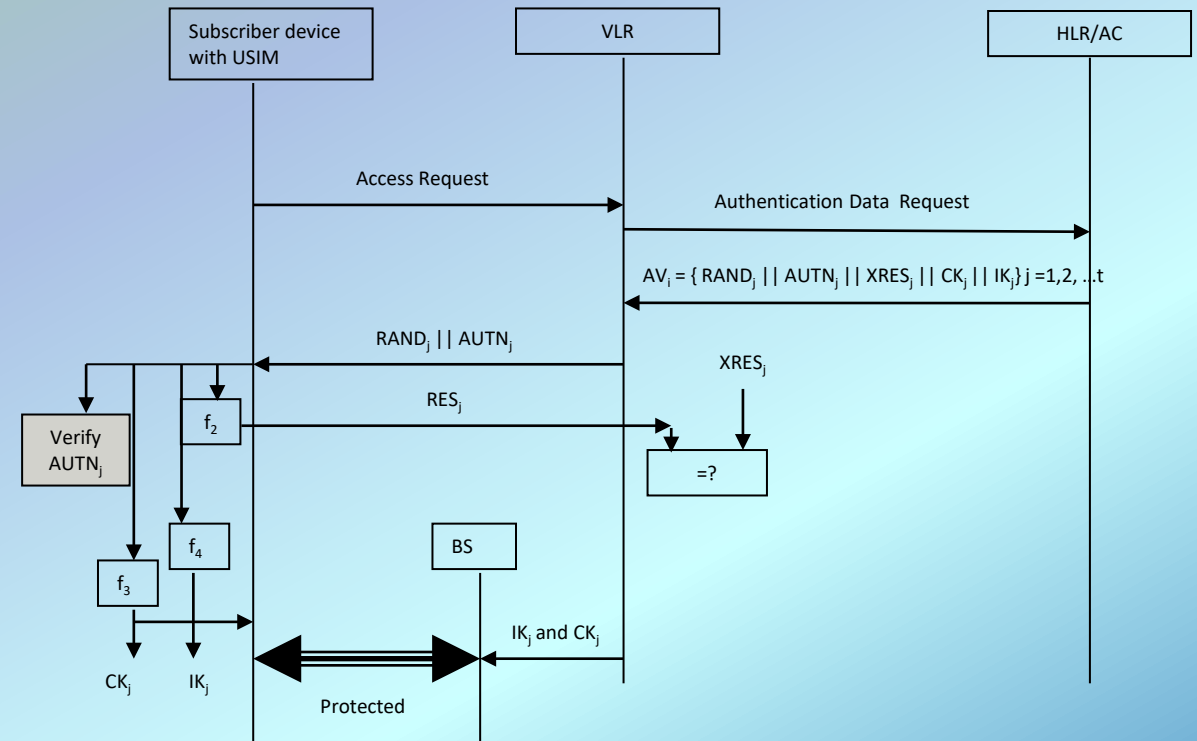 Subscriber device
with USIM
VLR
HLR/AC
Access Request
Authentication Data Request
AVᵢ = { RANDⱼ || AUTNⱼ || XRESⱼ || CKⱼ || IKⱼ} j =1,2, ...t
RANDⱼ || AUTNⱼ
XRESⱼ
RESⱼ
f₂
Verify
AUTNⱼ
=?
f₄
BS
f₃
IKⱼ and CKⱼ
CKⱼ
IKⱼ
Protected